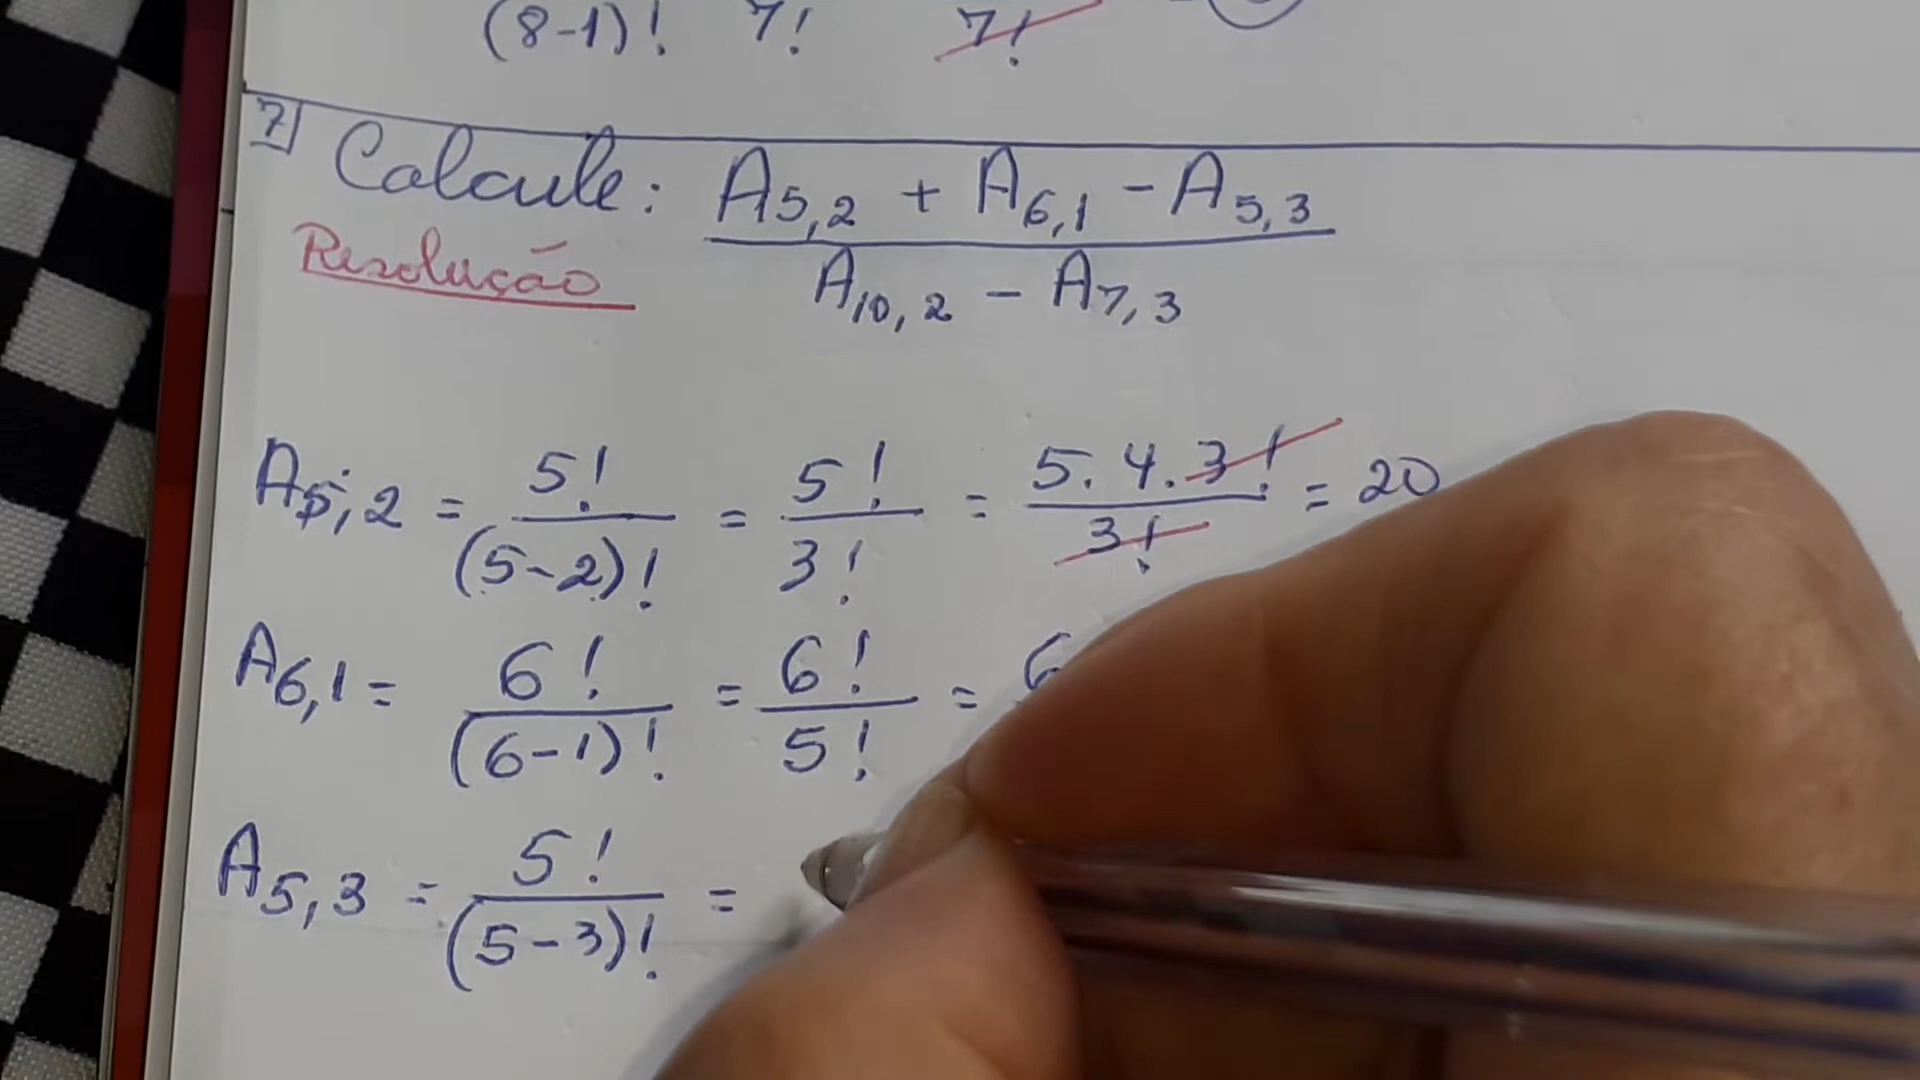 (8-1)! 7! 7!
7 Calcule: A5,2 + A6,1 - A5,3
A10,2 - A7,3
Resolução
A5,2 = 5! = 5! = 5.4.3! = 20
(5-2)! 3! 3!
A6,1 = 6! = 6! = 6
(6-1)! 5!
A5,3 = 5! =
(5-3)!